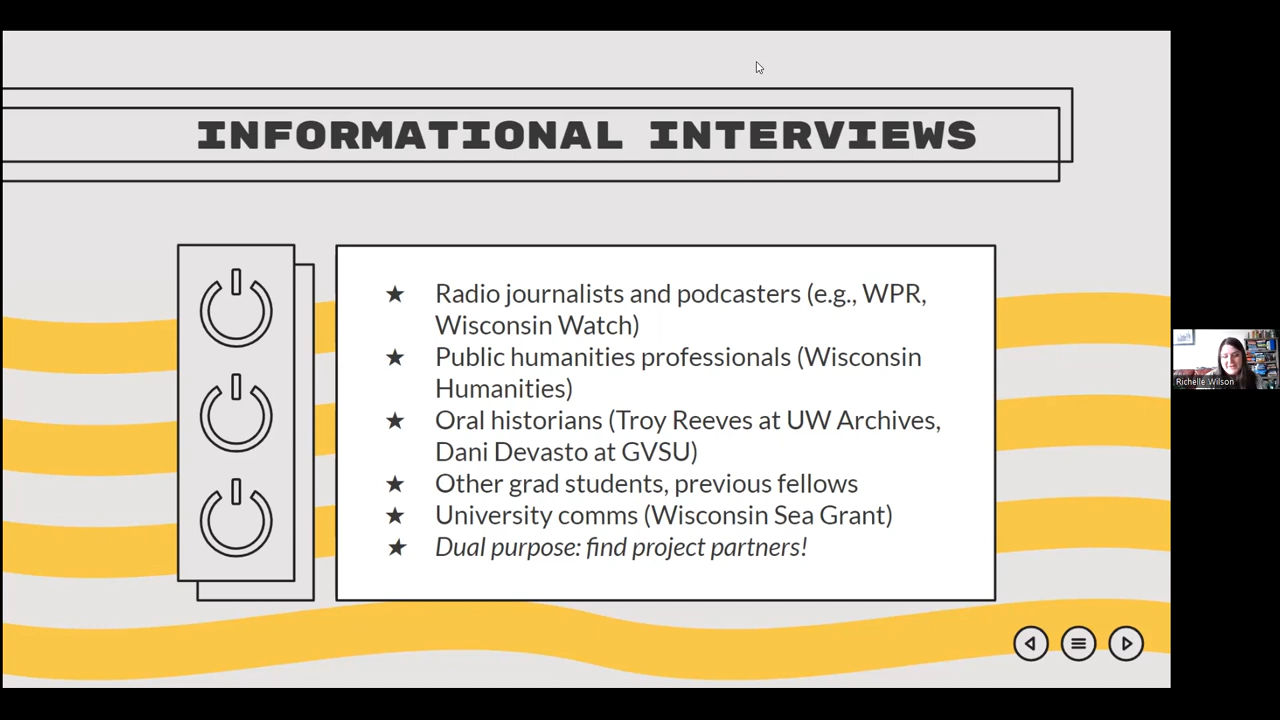 INFORMATIONAL INTERVIEWS
★ Radio journalists and podcasters (e.g., WPR,
Wisconsin Watch)
★ Public humanities professionals (Wisconsin
Humanities)
★ Oral historians (Troy Reeves at UW Archives,
Dani Devasto at GVSU)
★ Other grad students, previous fellows
★ University comms (Wisconsin Sea Grant)
★ Dual purpose: find project partners!
Richelle Wilson